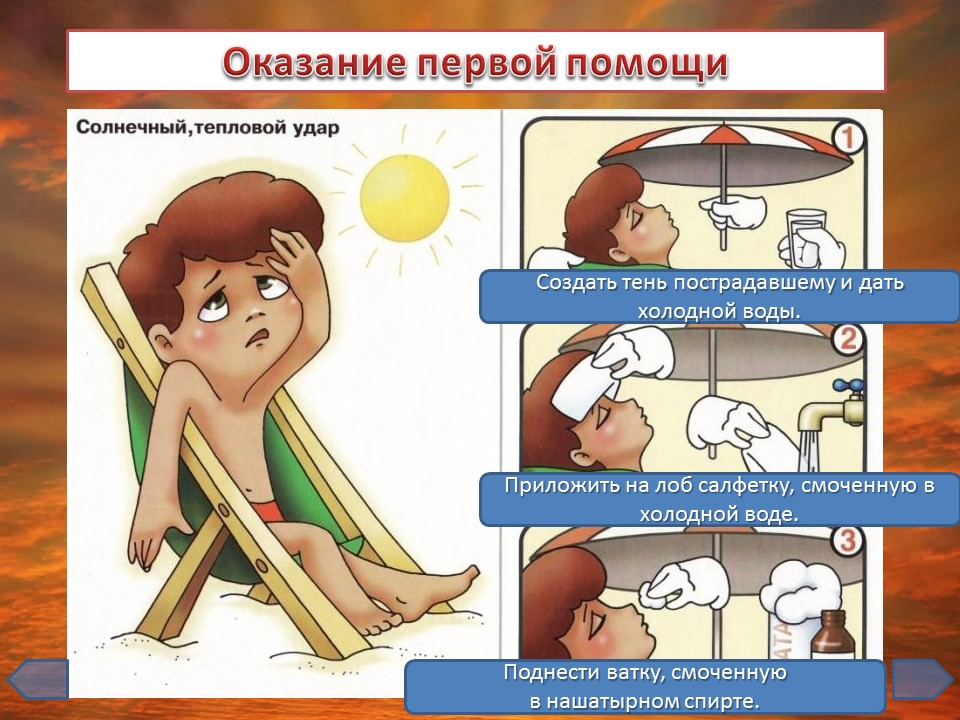 Оказание первой помощи
Солнечный,тепловой удар
1
Создать тень пострадавшему и дать
холодной воды.
2
Приложить на лоб салфетку, смоченную в
холодной воде.
3
ВАТА
Поднести ватку, смоченную
в нашатырном спирте.